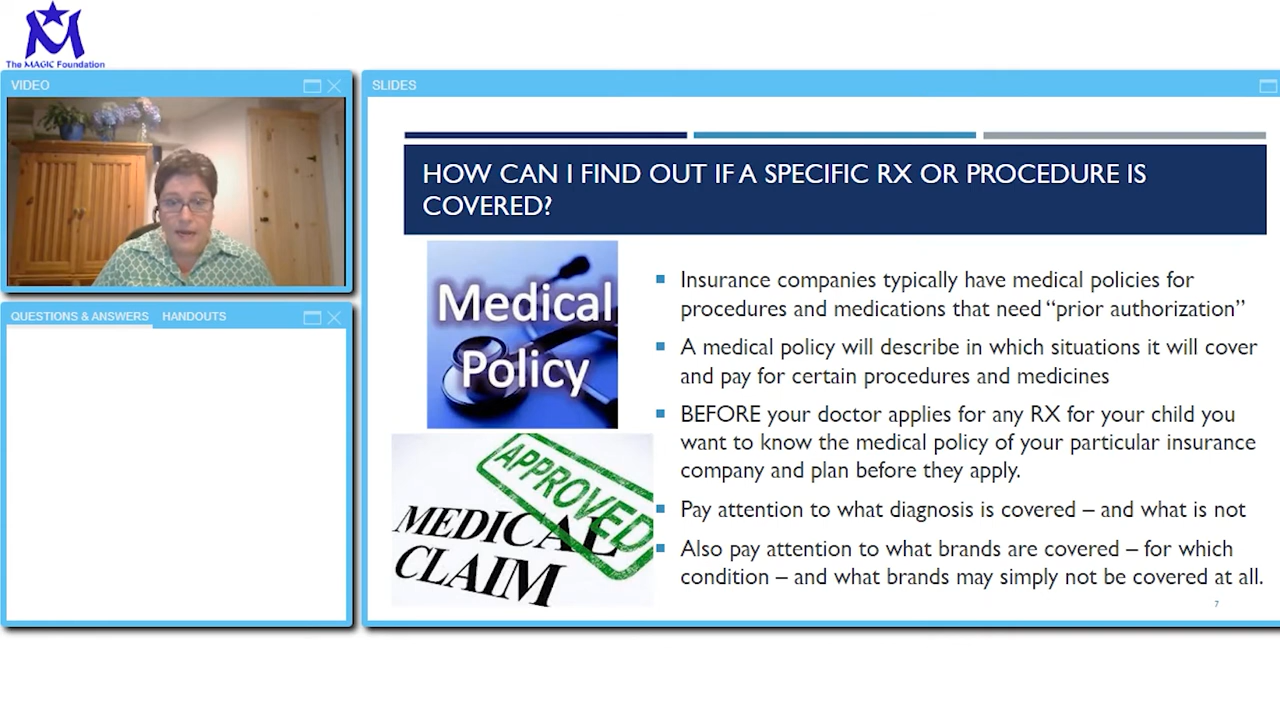 M
The MAGIC Foundation
VIDEO
SLIDES
QUESTIONS & ANSWERS HANDOUTS
HOW CAN I FIND OUT IF A SPECIFIC RX OR PROCEDURE IS
COVERED?
Medical
Policy
APPROVED
MEDICAL
CLAIM
Insurance companies typically have medical policies for
procedures and medications that need “prior authorization”
A medical policy will describe in which situations it will cover
and pay for certain procedures and medicines
BEFORE your doctor applies for any RX for your child you
want to know the medical policy of your particular insurance
company and plan before they apply.
Pay attention to what diagnosis is covered – and what is not
Also pay attention to what brands are covered – for which
condition – and what brands may simply not be covered at all.
7